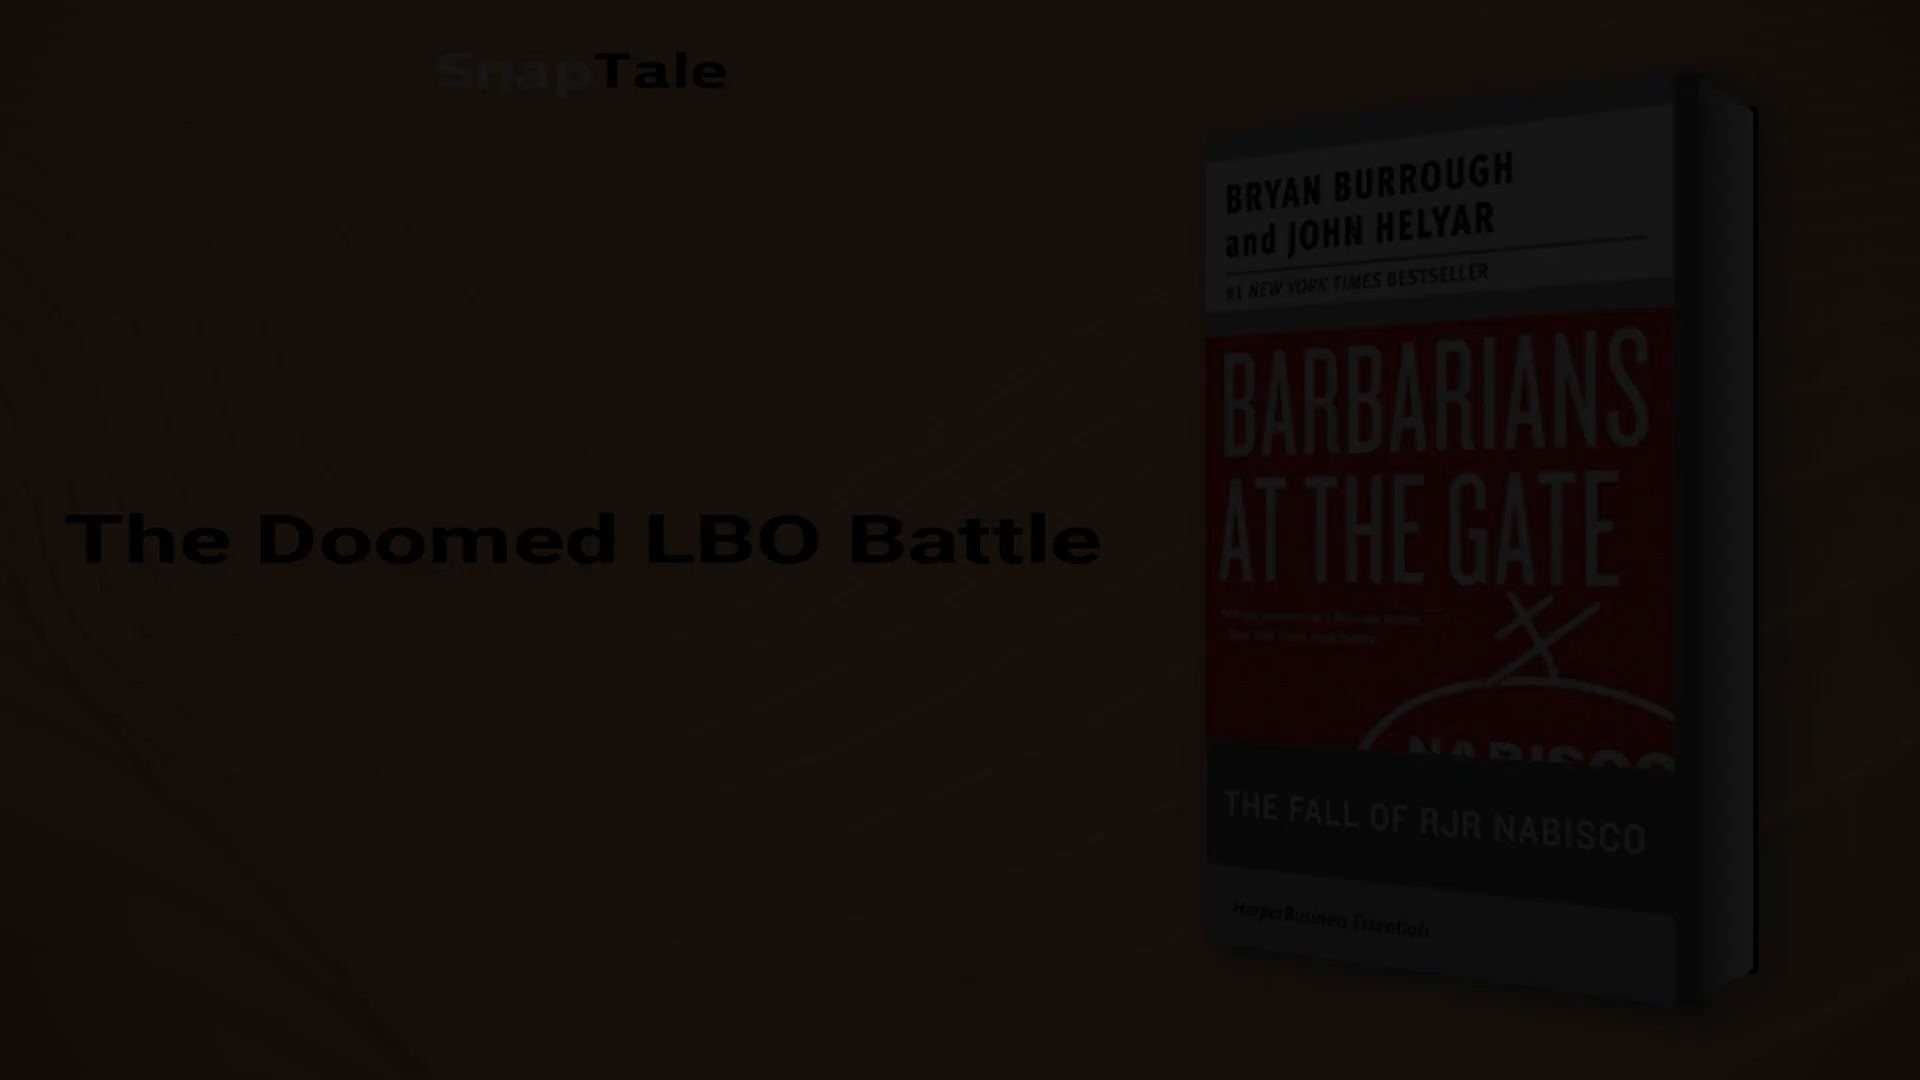 SnapTale
The Doomed LBO Battle
BRYAN BURROUGH
and JOHN HELYAR
#1 NEW YORK TIMES BESTSELLER
BARBARIANS
AT THE GATE
NABISCO
THE FALL OF RJR NABISCO
HarperBusiness Essentials